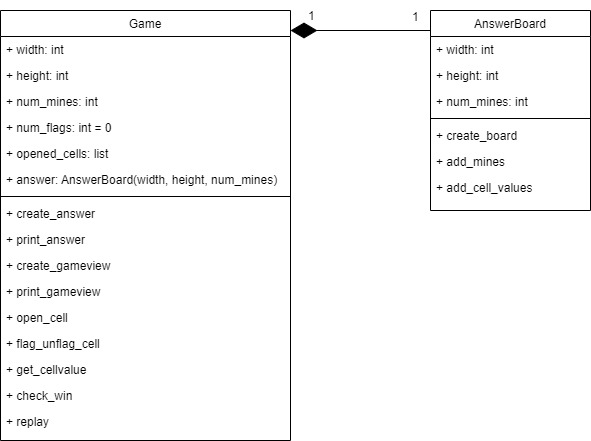 Game
+ width: int
+ height: int
+ num_mines: int
+ num_flags: int = 0
+ opened_cells: list
+ answer: AnswerBoard(width, height, num_mines)
+ create_answer
+ print_answer
+ create_gameview
+ print_gameview
+ open_cell
+ flag_unflag_cell
+ get_cellvalue
+ check_win
+ replay
1
1
AnswerBoard
+ width: int
+ height: int
+ num_mines: int
+ create_board
+ add_mines
+ add_cell_values